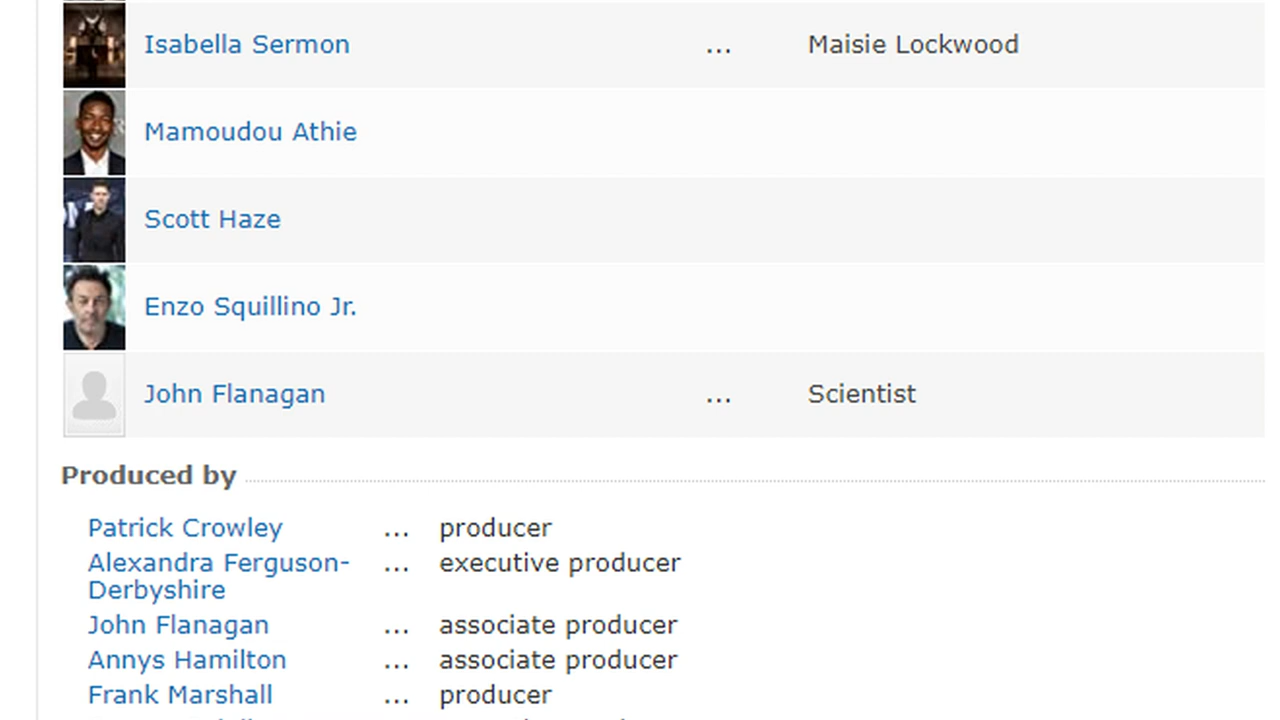 Isabella Sermon ... Maisie Lockwood
Mamoudou Athie
Scott Haze
Enzo Squillino Jr.
John Flanagan ... Scientist
Produced by
Patrick Crowley ... producer
Alexandra Ferguson- ... executive producer
Derbyshire
John Flanagan ... associate producer
Annys Hamilton ... associate producer
Frank Marshall ... producer